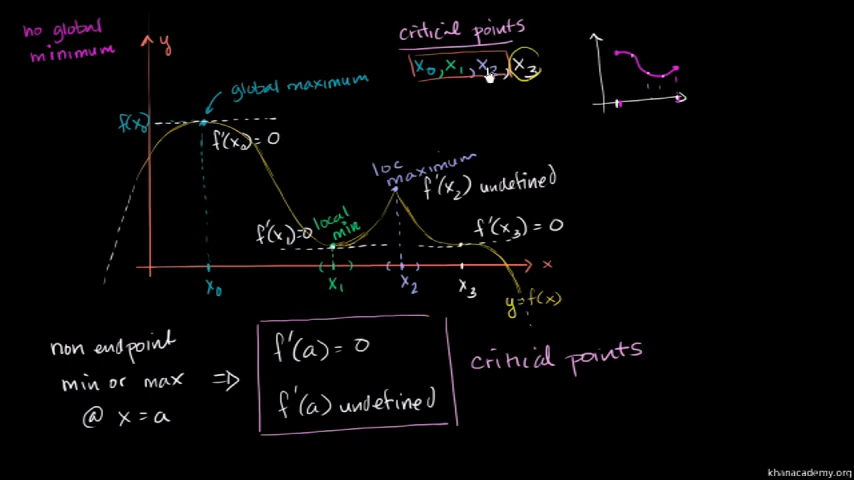 no global
minimum
y
critical points
x₀, x₁, x₂, x₃
global maximum
f(x₀)
f'(x₀) = 0
loc
maximum
f'(x₂) undefined
local
min
f'(x₁)=0
f'(x₃) = 0
x
x₀
x₁
x₂
x₃
y=f(x)
non endpoint
min or max
@ x = a
⇒
f'(a) = 0
f'(a) undefined
critical points
khanacademy.org